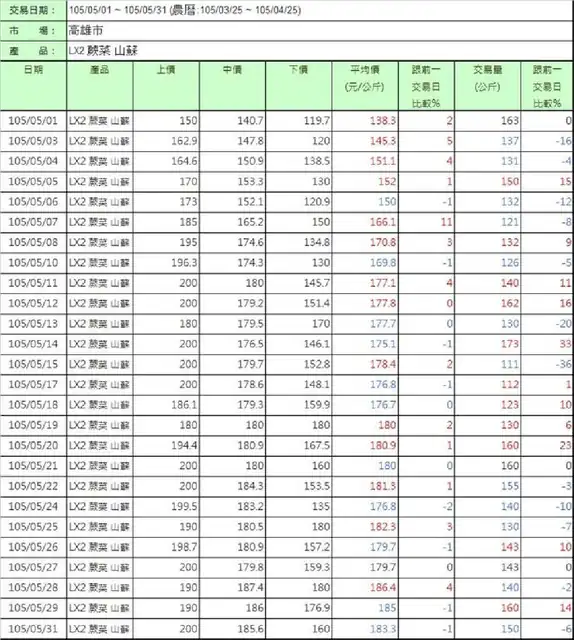 交易日期： 105/05/01 ~ 105/05/31 (農曆:105/03/25 ~ 105/04/25)
市 場： 高雄市
產 品： LX2 蕨菜 山蘇
日期 產品 上價 中價 下價 平均價 (元/公斤) 跟前一交易日比較% 交易量 (公斤) 跟前一交易日比較%
105/05/01 LX2 蕨菜 山蘇 150 140.7 119.7 138.3 2 163 0
105/05/03 LX2 蕨菜 山蘇 162.9 147.8 120 145.3 5 137 -16
105/05/04 LX2 蕨菜 山蘇 164.6 150.9 138.5 151.1 4 131 -4
105/05/05 LX2 蕨菜 山蘇 170 153.3 130 152 1 150 15
105/05/06 LX2 蕨菜 山蘇 173 152.1 120.9 150 -1 132 -12
105/05/07 LX2 蕨菜 山蘇 185 165.2 150 166.1 11 121 -8
105/05/08 LX2 蕨菜 山蘇 195 174.6 134.8 170.8 3 132 9
105/05/10 LX2 蕨菜 山蘇 196.3 174.3 130 169.8 -1 126 -5
105/05/11 LX2 蕨菜 山蘇 200 180 145.7 177.1 4 140 11
105/05/12 LX2 蕨菜 山蘇 200 179.2 151.4 177.8 0 162 16
105/05/13 LX2 蕨菜 山蘇 180 179.5 170 177.7 0 130 -20
105/05/14 LX2 蕨菜 山蘇 200 176.5 146.1 175.1 -1 173 33
105/05/15 LX2 蕨菜 山蘇 200 179.7 152.8 178.4 2 111 -36
105/05/17 LX2 蕨菜 山蘇 200 178.6 148.1 176.8 -1 112 1
105/05/18 LX2 蕨菜 山蘇 186.1 179.3 159.9 176.7 0 123 10
105/05/19 LX2 蕨菜 山蘇 180 180 180 180 2 130 6
105/05/20 LX2 蕨菜 山蘇 194.4 180.9 167.5 180.9 1 160 23
105/05/21 LX2 蕨菜 山蘇 200 180 160 180 0 160 0
105/05/22 LX2 蕨菜 山蘇 200 184.3 153.5 181.3 1 155 -3
105/05/24 LX2 蕨菜 山蘇 199.5 183.2 135 176.8 -2 140 -10
105/05/25 LX2 蕨菜 山蘇 190 180.5 180 182.3 3 130 -7
105/05/26 LX2 蕨菜 山蘇 198.7 180.9 157.2 179.7 -1 143 10
105/05/27 LX2 蕨菜 山蘇 200 179.8 159.3 179.7 0 143 0
105/05/28 LX2 蕨菜 山蘇 190 187.4 180 186.4 4 140 -2
105/05/29 LX2 蕨菜 山蘇 190 186 176.9 185 -1 160 14
105/05/31 LX2 蕨菜 山蘇 200 185.6 160 183.3 -1 150 -6